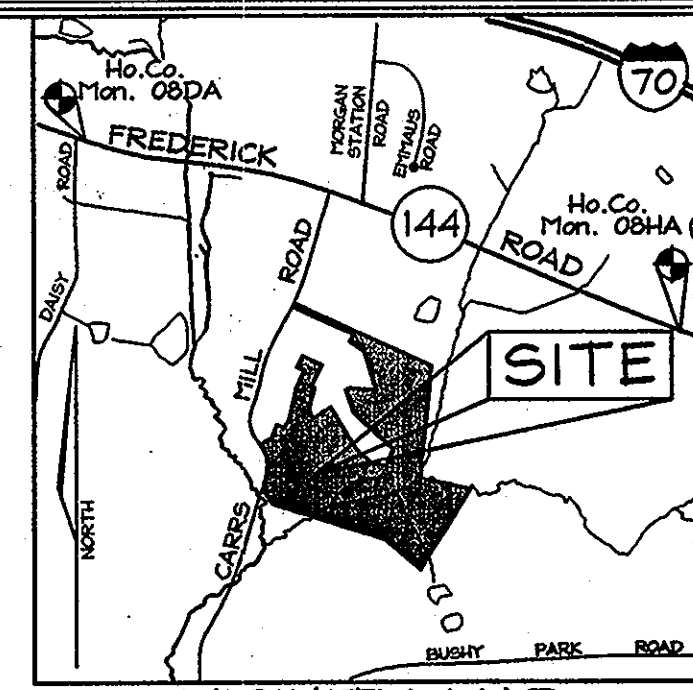 Ho.Co.
Mon. 08DA
FREDERICK
ROAD
DAISY
ROAD
MORGAN
STATION
ROAD
EMMAUS
ROAD
70
144
Ho.Co.
Mon. 08HA (
ROAD
CARRS
MILL
ROAD
SITE
NORTH
BUSHY PARK ROAD